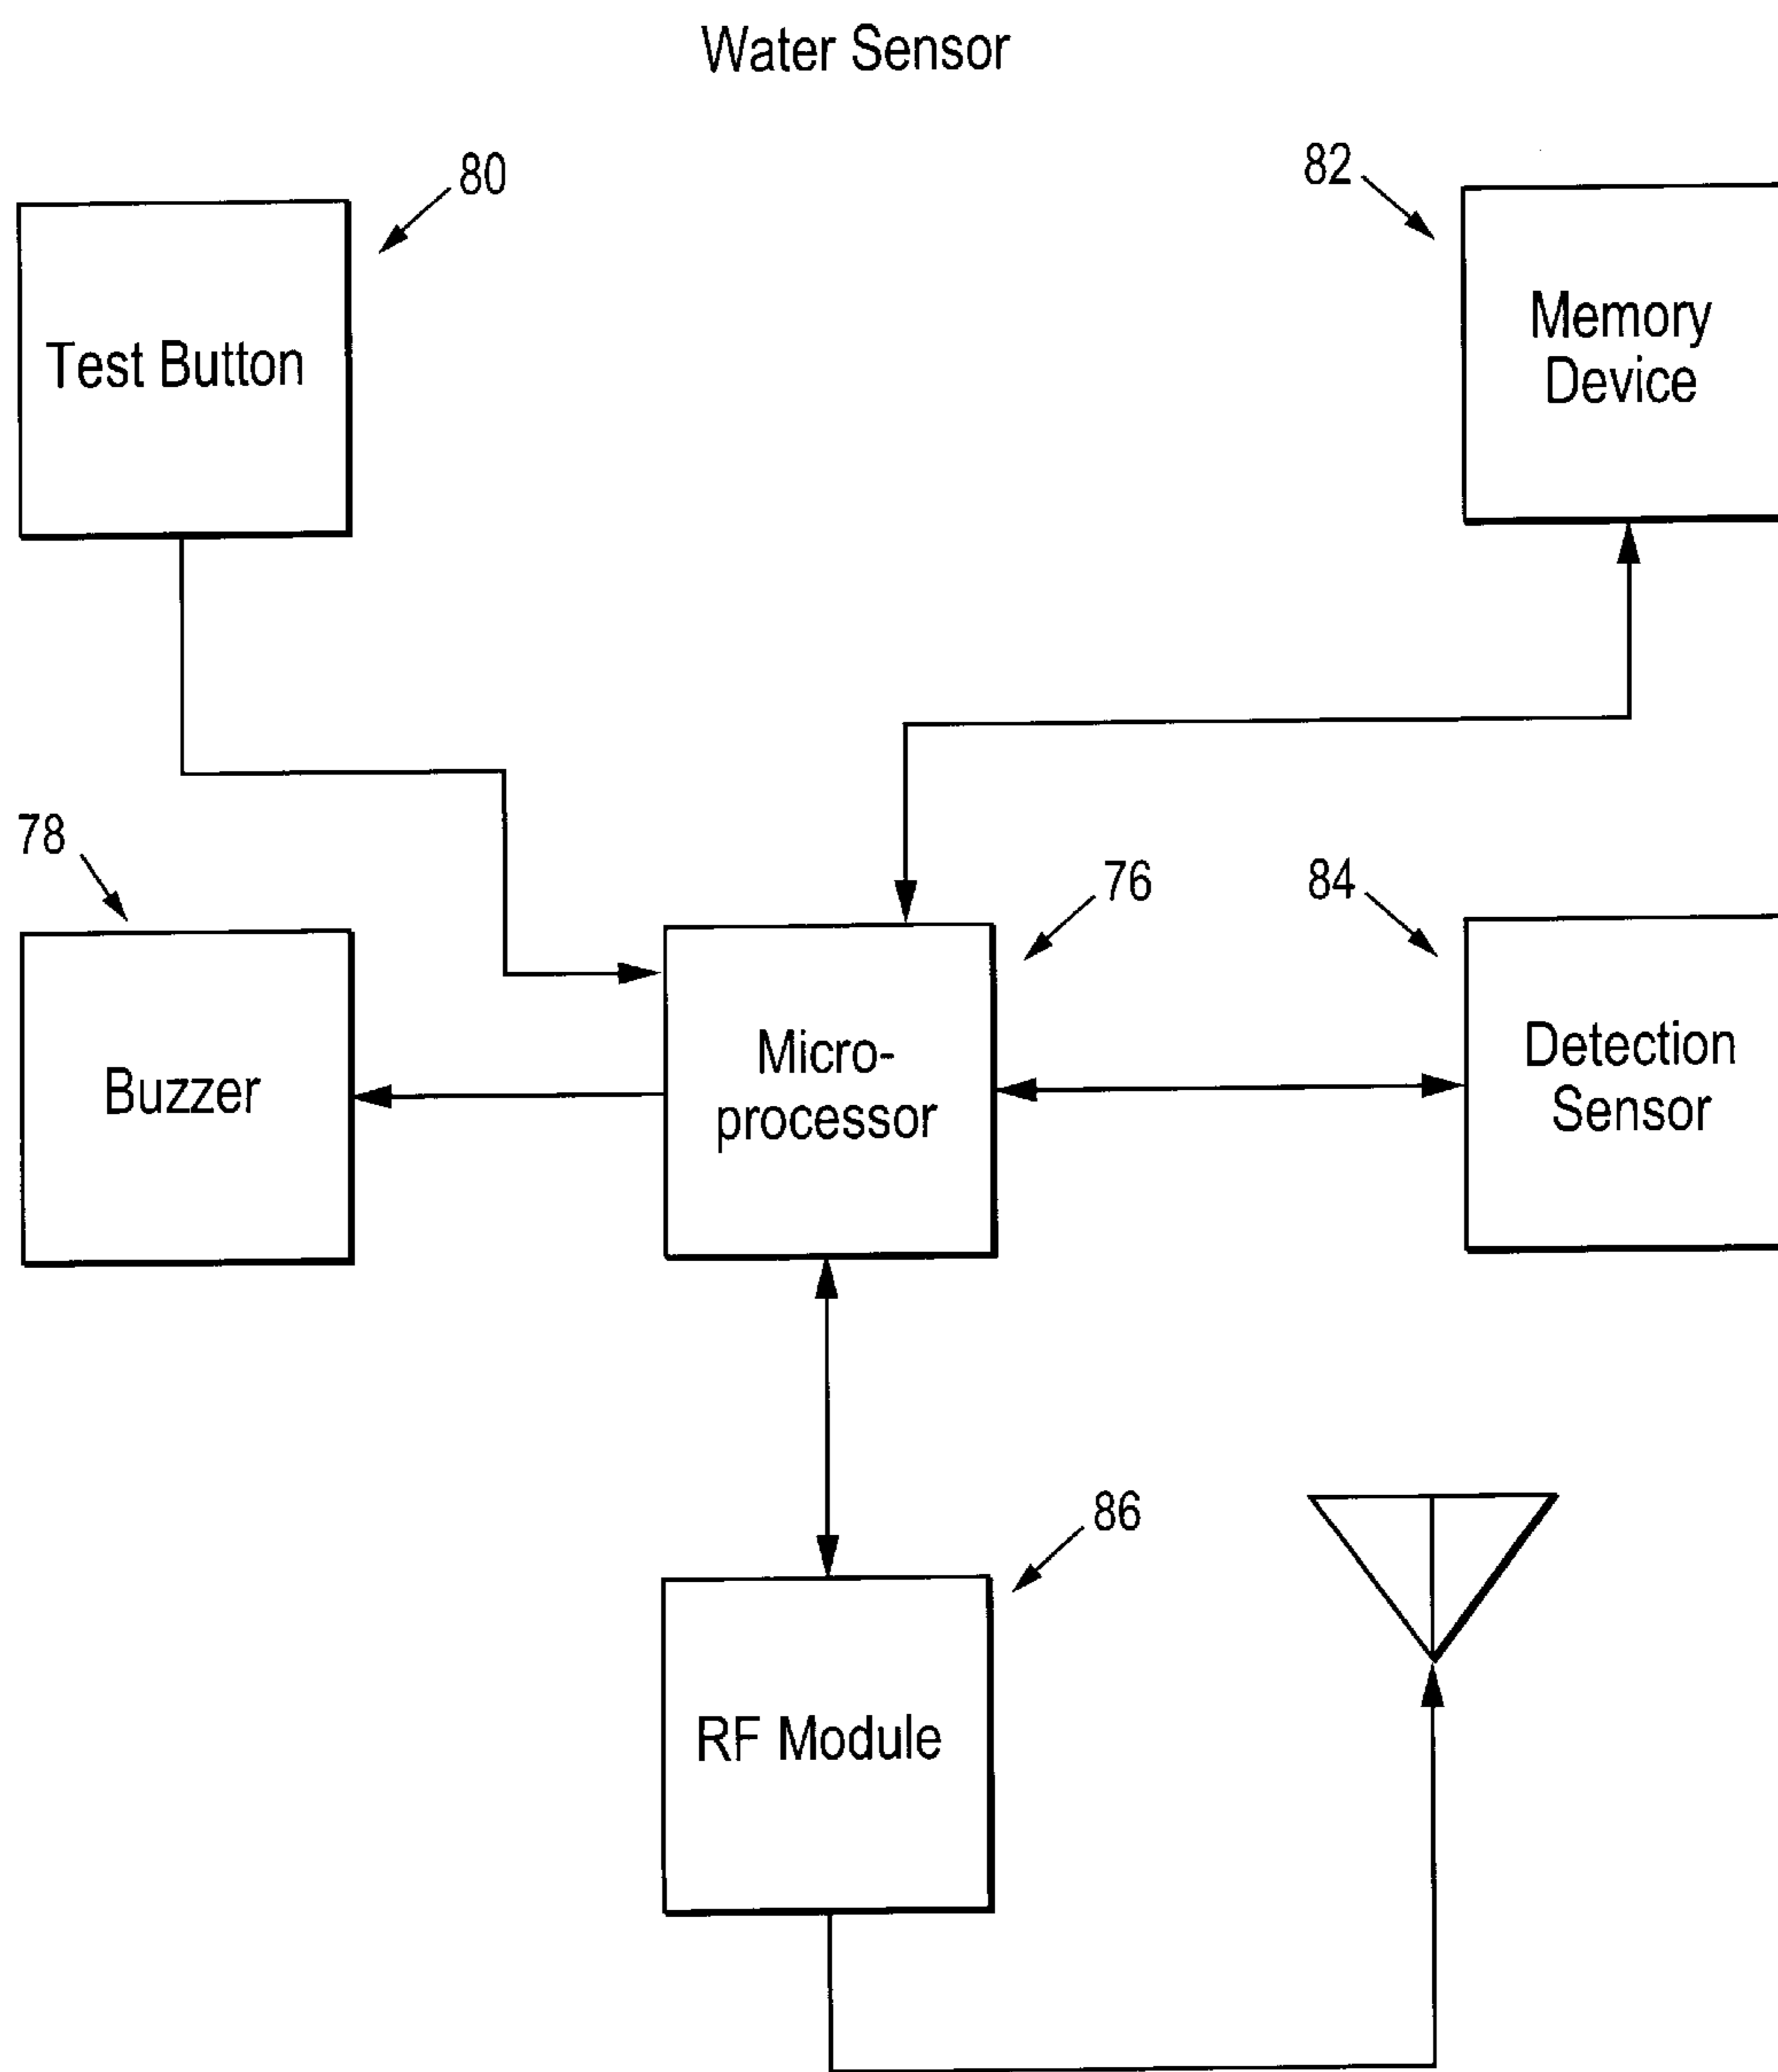 Water Sensor
80
82
Test Button
Memory
Device
78
76
84
Buzzer
Micro-
processor
Detection
Sensor
86
RF Module